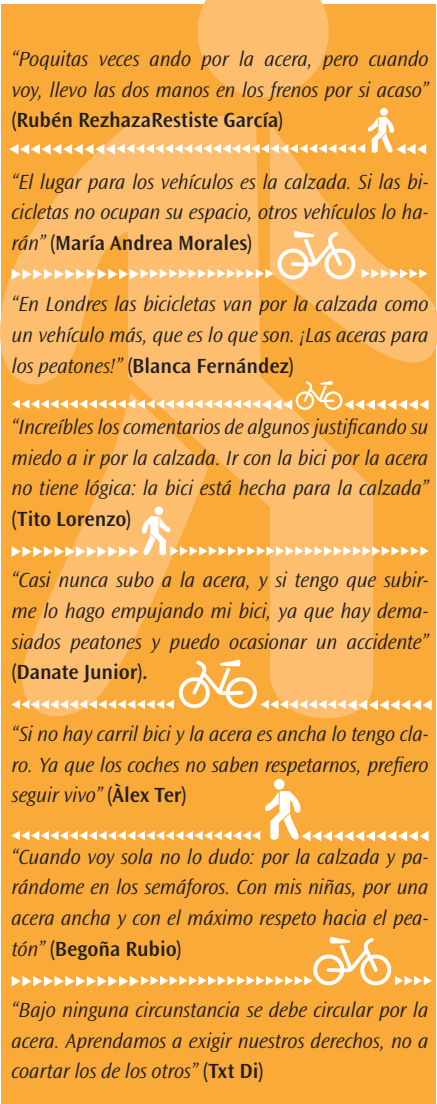 “Poquitas veces ando por la acera, pero cuando
voy, llevo las dos manos en los frenos por si acaso”
(Rubén RezhazaRestiste García)
“El lugar para los vehículos es la calzada. Si las bi-
cicletas no ocupan su espacio, otros vehículos lo ha-
rán” (María Andrea Morales)
“En Londres las bicicletas van por la calzada como
un vehículo más, que es lo que son. ¡Las aceras para
los peatones!” (Blanca Fernández)
“Increíbles los comentarios de algunos justificando su
miedo a ir por la calzada. Ir con la bici por la acera
no tiene lógica: la bici está hecha para la calzada”
(Tito Lorenzo)
“Casi nunca subo a la acera, y si tengo que subir-
me lo hago empujando mi bici, ya que hay dema-
siados peatones y puedo ocasionar un accidente”
(Danate Junior).
“Si no hay carril bici y la acera es ancha lo tengo cla-
ro. Ya que los coches no saben respetarnos, prefiero
seguir vivo” (Àlex Ter)
“Cuando voy sola no lo dudo: por la calzada y pa-
rándome en los semáforos. Con mis niñas, por una
acera ancha y con el máximo respeto hacia el pea-
tón” (Begoña Rubio)
“Bajo ninguna circunstancia se debe circular por la
acera. Aprendamos a exigir nuestros derechos, no a
coartar los de los otros” (Txt Di)